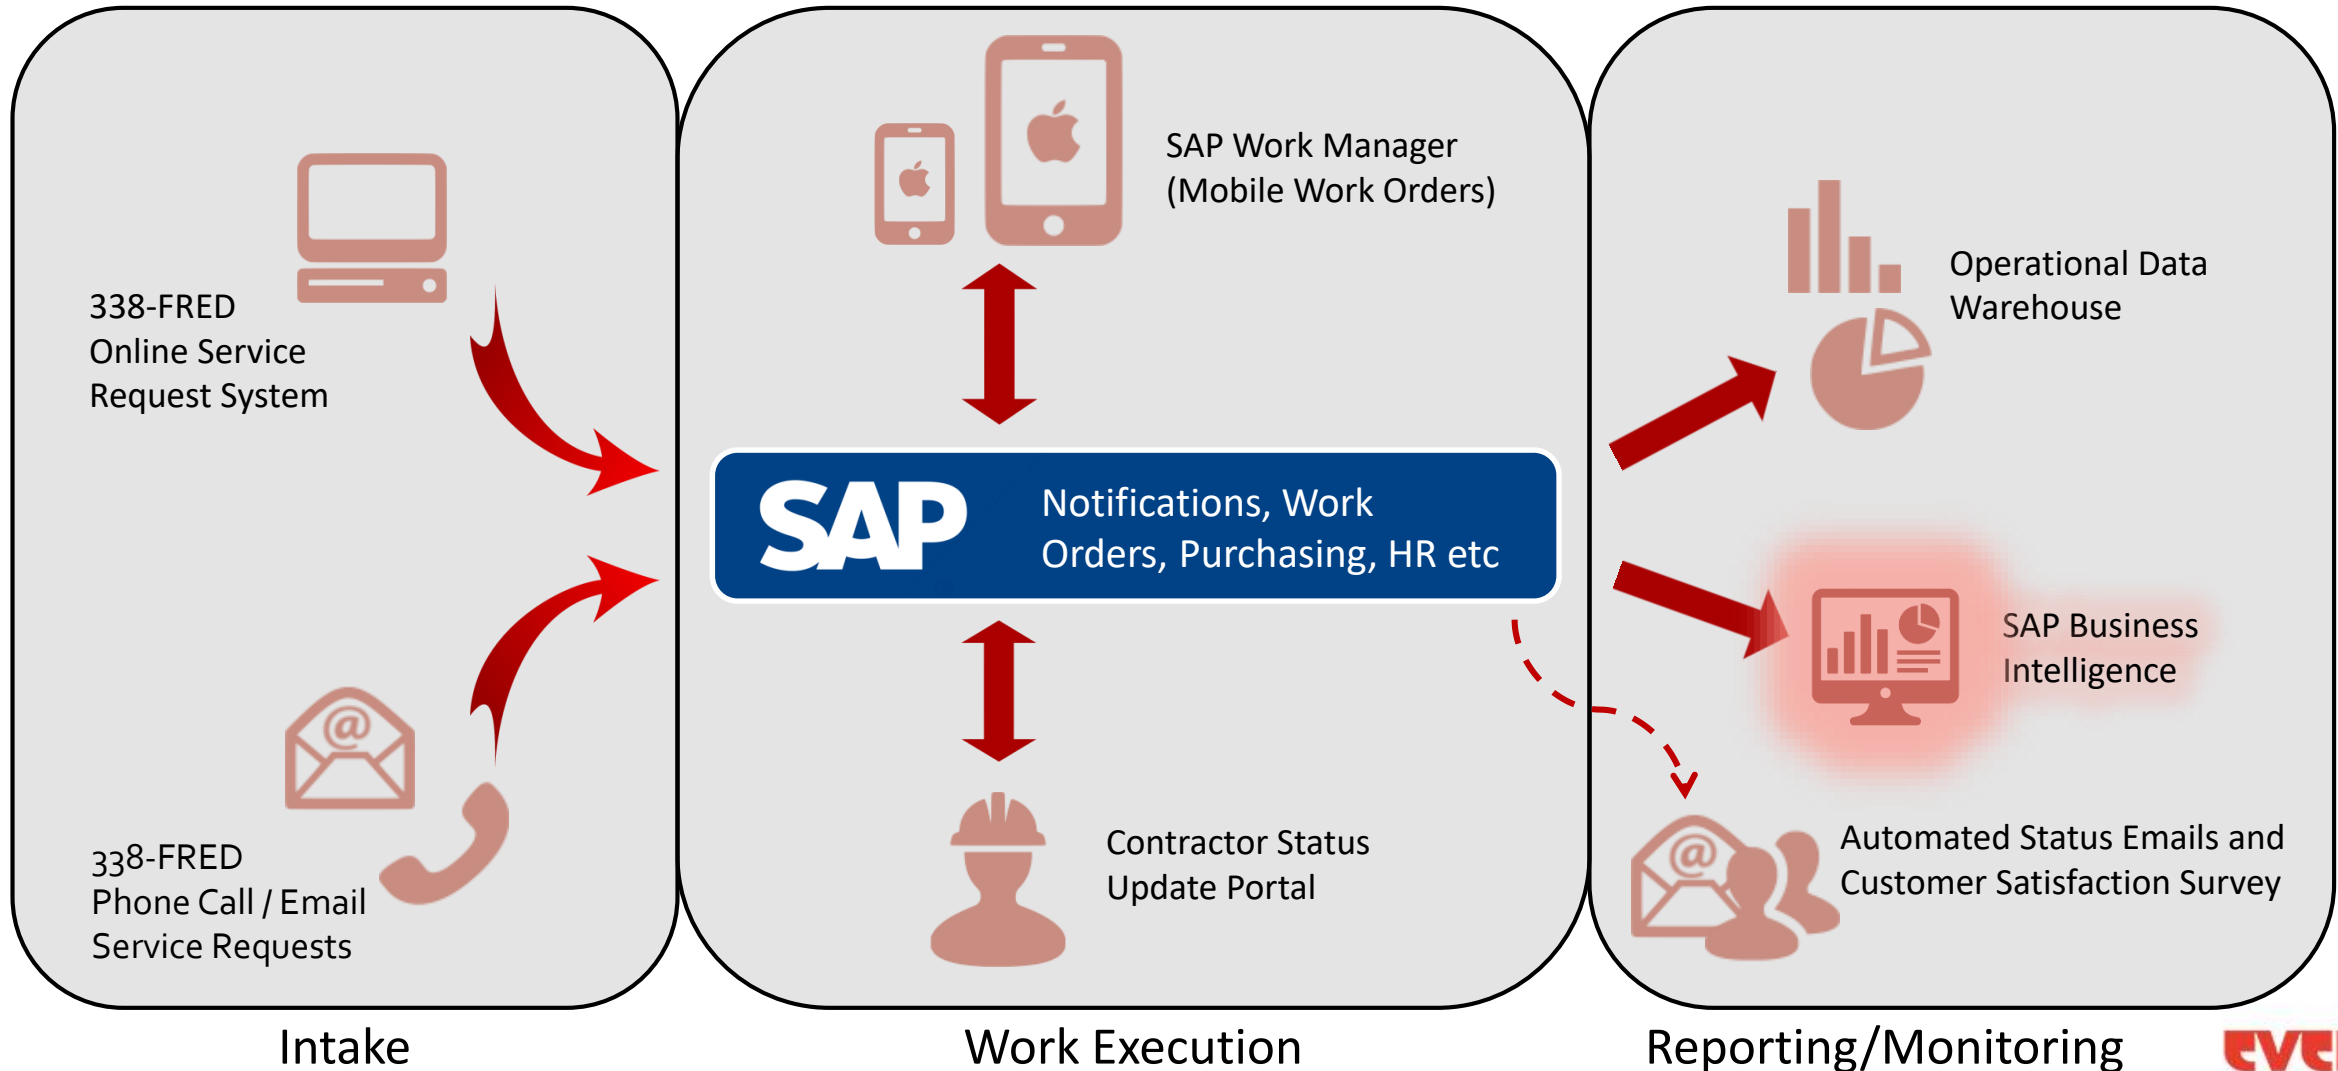 338-FRED
Online Service
Request System
338-FRED
Phone Call / Email
Service Requests
Intake
SAP Work Manager
(Mobile Work Orders)
SAP
Notifications, Work
Orders, Purchasing, HR etc
Contractor Status
Update Portal
Work Execution
Operational Data
Warehouse
SAP Business
Intelligence
@
@
Automated Status Emails and
Customer Satisfaction Survey
Reporting/Monitoring